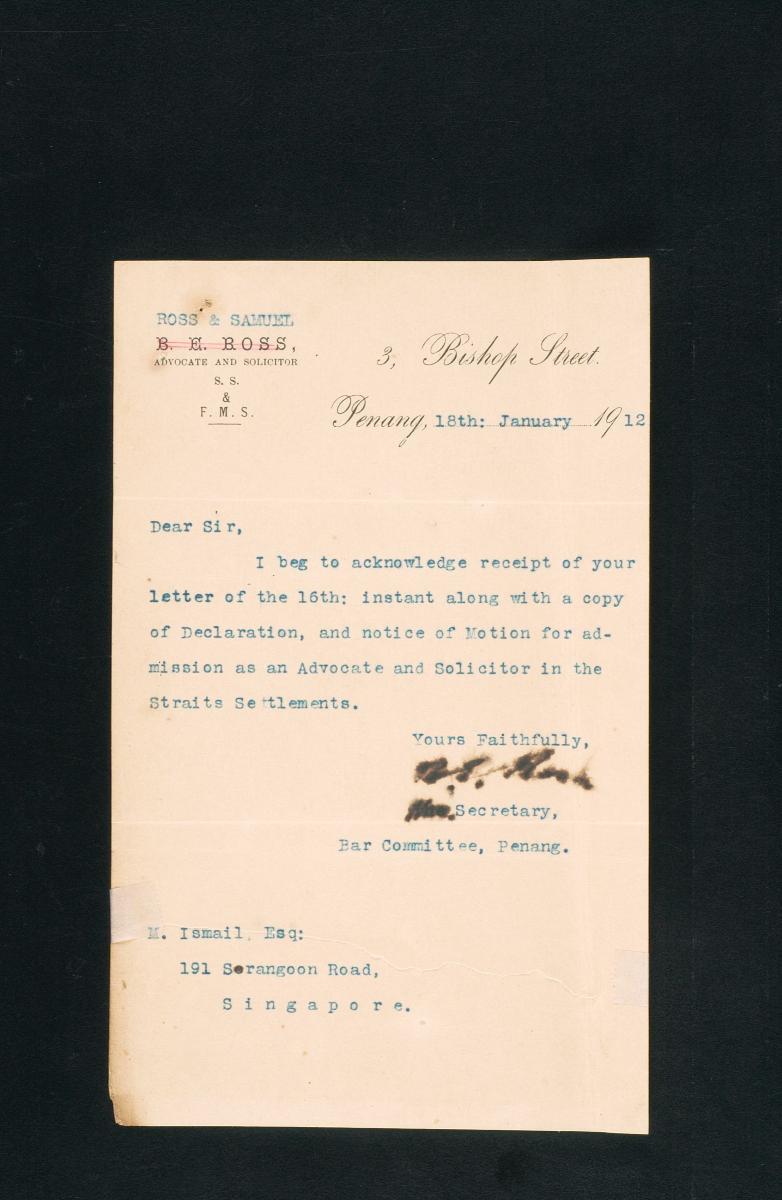 ROSS & SAMUEL
B. E. ROSS,
ADVOCATE AND SOLICITOR
S. S.
&
F. M. S.
3, Bishop Street.
Penang, 18th: January 1912
Dear Sir,
I beg to acknowledge receipt of your
letter of the 16th: instant along with a copy
of Declaration, and notice of Motion for ad-
mission as an Advocate and Solicitor in the
Straits Settlements.
Yours Faithfully,
Secretary,
Bar Committee, Penang.
M. Ismail, Esq:
191 Serangoon Road,
Singapore.